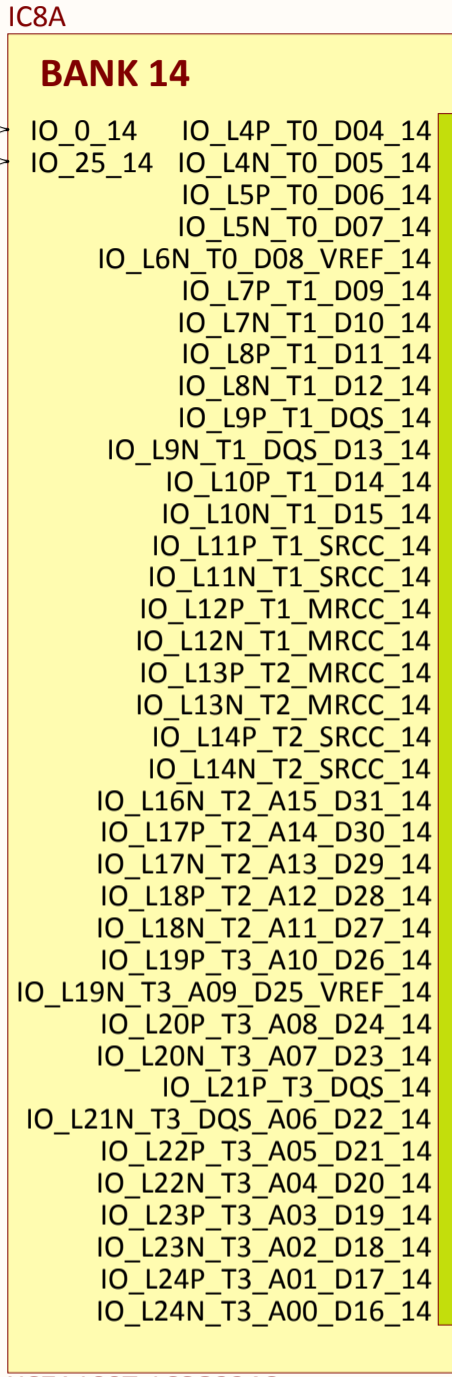 IC8A
BANK 14
IO_0_14 IO_L4P_T0_D04_14
IO_25_14 IO_L4N_T0_D05_14
IO_L5P_T0_D06_14
IO_L5N_T0_D07_14
IO_L6N_T0_D08_VREF_14
IO_L7P_T1_D09_14
IO_L7N_T1_D10_14
IO_L8P_T1_D11_14
IO_L8N_T1_D12_14
IO_L9P_T1_DQS_14
IO_L9N_T1_DQS_D13_14
IO_L10P_T1_D14_14
IO_L10N_T1_D15_14
IO_L11P_T1_SRCC_14
IO_L11N_T1_SRCC_14
IO_L12P_T1_MRCC_14
IO_L12N_T1_MRCC_14
IO_L13P_T2_MRCC_14
IO_L13N_T2_MRCC_14
IO_L14P_T2_SRCC_14
IO_L14N_T2_SRCC_14
IO_L16N_T2_A15_D31_14
IO_L17P_T2_A14_D30_14
IO_L17N_T2_A13_D29_14
IO_L18P_T2_A12_D28_14
IO_L18N_T2_A11_D27_14
IO_L19P_T3_A10_D26_14
IO_L19N_T3_A09_D25_VREF_14
IO_L20P_T3_A08_D24_14
IO_L20N_T3_A07_D23_14
IO_L21P_T3_DQS_14
IO_L21N_T3_DQS_A06_D22_14
IO_L22P_T3_A05_D21_14
IO_L22N_T3_A04_D20_14
IO_L23P_T3_A03_D19_14
IO_L23N_T3_A02_D18_14
IO_L24P_T3_A01_D17_14
IO_L24N_T3_A00_D16_14